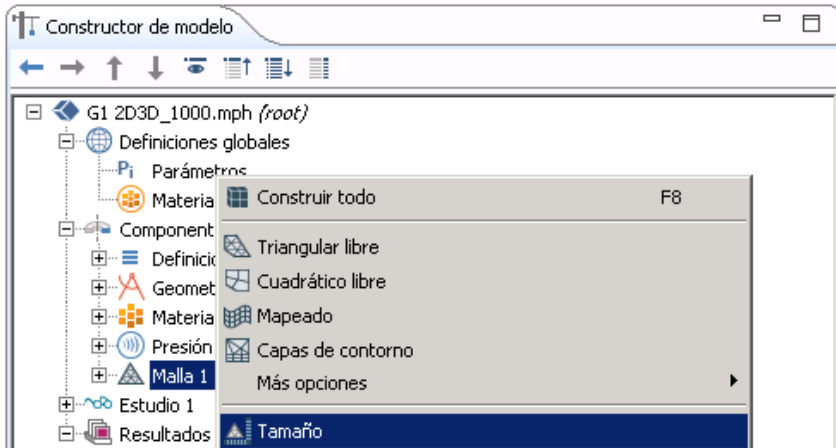 Constructor de modelo
G1 2D3D_1000.mph (root)
Definiciones globales
Pi Parámetros
Materia
Construir todo F8
Component
Triangular libre
Definicio
Cuadrático libre
Geomet
Materia
Mapeado
Presión
Capas de contorno
Malla 1
Más opciones
Estudio 1
Resultados
Tamaño